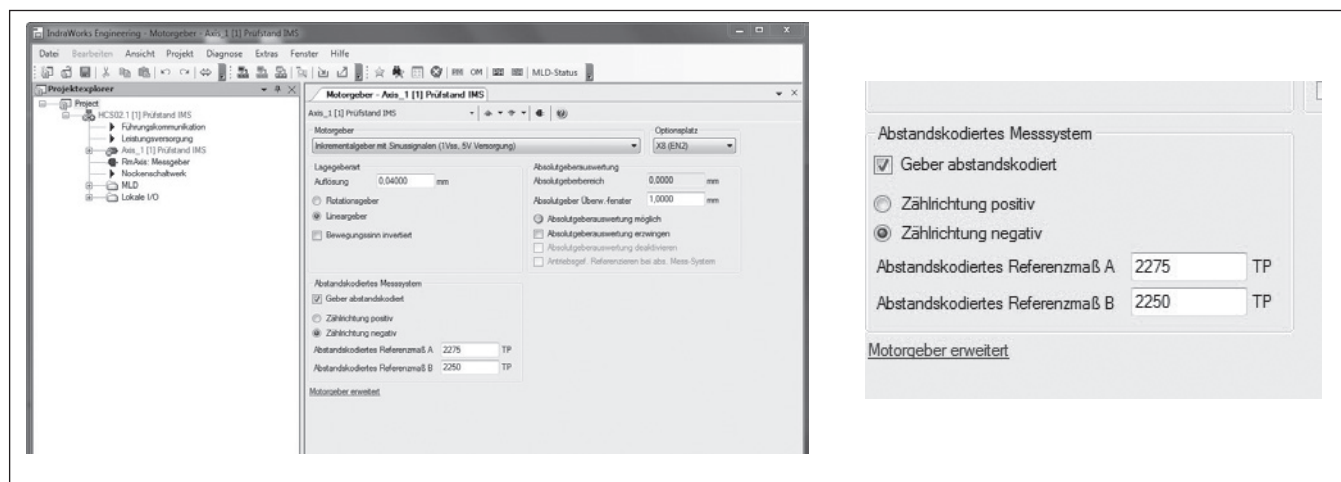 IndraWorks Engineering - Motorgeber - Axis_1 [1] Prüfstand IMS
Datei Bearbeiten Ansicht Projekt Diagnose Extras Fenster Hilfe
MLD-Status
Projektexplorer
Project
HCS02.1 [1] Prüfstand IMS
Führungskommunikation
Leistungsversorgung
Axis_1 [1] Prüfstand IMS
RmAxis: Messgeber
Nockenschaltwerk
MLD
Lokale I/O
Motorgeber - Axis_1 [1] Prüfstand IMS
Axis_1 [1] Prüfstand IMS
Motorgeber Optionsplatz
Inkrementalgeber mit Sinussignalen (1Vss, 5V Versorgung) X8 (EN2)
Lagegeberart
Auflösung 0,04000 mm
Rotationsgeber
Lineargeber
Bewegungssinn invertiert
Absolutgeberauswertung
Absolutgeberbereich 0,0000 mm
Absolutgeber Überw.-fenster 1,0000 mm
Absolutgeberauswertung möglich
Absolutgeberauswertung erzwingen
Absolutgeberauswertung deaktivieren
Antriebsgef. Referenzieren bei abs. Mess-System
Abstandskodiertes Messsystem
Geber abstandskodiert
Zählrichtung positiv
Zählrichtung negativ
Abstandskodiertes Referenzmaß A 2275 TP
Abstandskodiertes Referenzmaß B 2250 TP
Motorgeber erweitert
Abstandskodiertes Messsystem
Geber abstandskodiert
Zählrichtung positiv
Zählrichtung negativ
Abstandskodiertes Referenzmaß A 2275 TP
Abstandskodiertes Referenzmaß B 2250 TP
Motorgeber erweitert